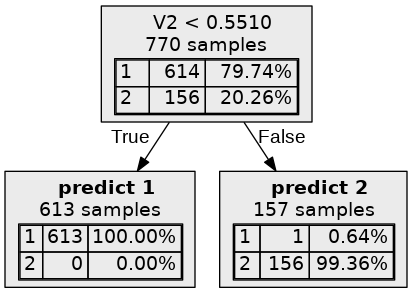 V2 < 0.5510
770 samples
1 614 79.74%
2 156 20.26%
True False
predict 1
613 samples
1 613 100.00%
2 0 0.00%
predict 2
157 samples
1 1 0.64%
2 156 99.36%